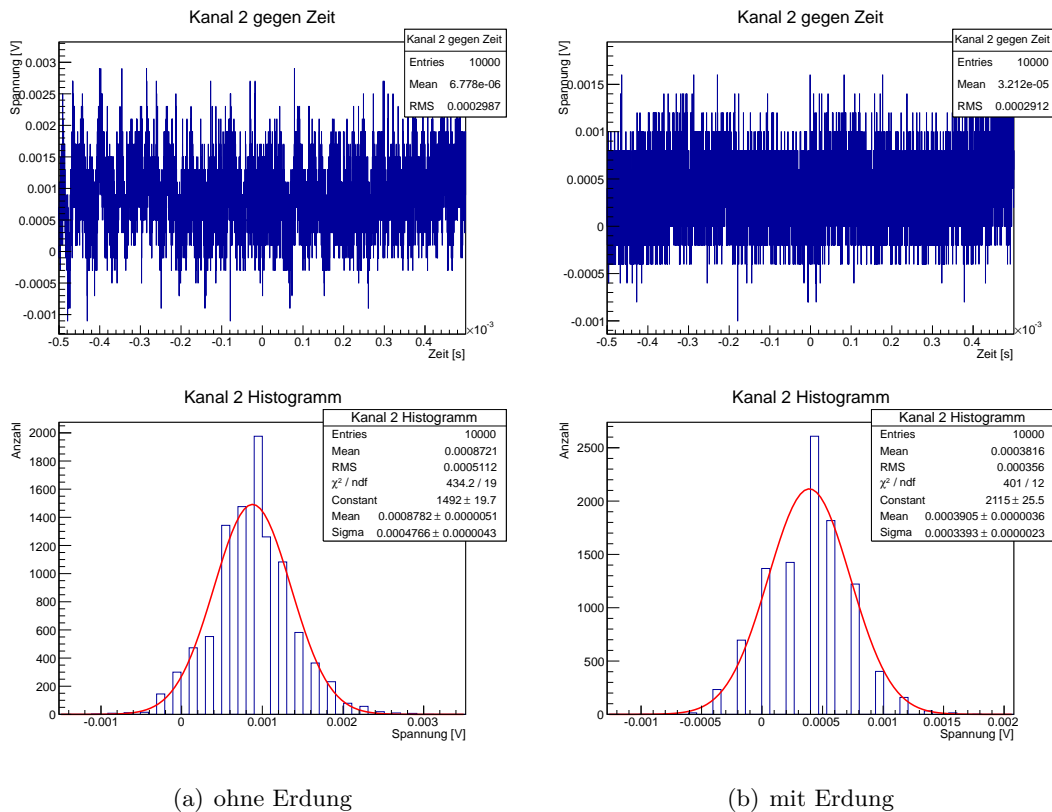 Kanal 2 gegen Zeit
Spannung [V]
Kanal 2 gegen Zeit
Entries 10000
Mean 6.778e-06
RMS 0.0002987
0.003
0.0025
0.002
0.0015
0.001
0.0005
0
-0.0005
-0.001
-0.5 -0.4 -0.3 -0.2 -0.1 0 0.1 0.2 0.3 0.4
×10⁻³
Zeit [s]
Kanal 2 gegen Zeit
Spannung [V]
Kanal 2 gegen Zeit
Entries 10000
Mean 3.212e-05
RMS 0.0002912
0.0015
0.001
0.0005
0
-0.0005
-0.001
-0.5 -0.4 -0.3 -0.2 -0.1 0 0.1 0.2 0.3 0.4
×10⁻³
Zeit [s]
Kanal 2 Histogramm
Anzahl
Kanal 2 Histogramm
Entries 10000
Mean 0.0008721
RMS 0.0005112
χ² / ndf 434.2 / 19
Constant 1492 ± 19.7
Mean 0.0008782 ± 0.0000051
Sigma 0.0004766 ± 0.0000043
2000
1800
1600
1400
1200
1000
800
600
400
200
0
-0.001 0 0.001 0.002 0.003
Spannung [V]
Kanal 2 Histogramm
Anzahl
Kanal 2 Histogramm
Entries 10000
Mean 0.0003816
RMS 0.000356
χ² / ndf 401 / 12
Constant 2115 ± 25.5
Mean 0.0003905 ± 0.0000036
Sigma 0.0003393 ± 0.0000023
2500
2000
1500
1000
500
0
-0.001 -0.0005 0 0.0005 0.001 0.0015 0.002
Spannung [V]
(a) ohne Erdung
(b) mit Erdung